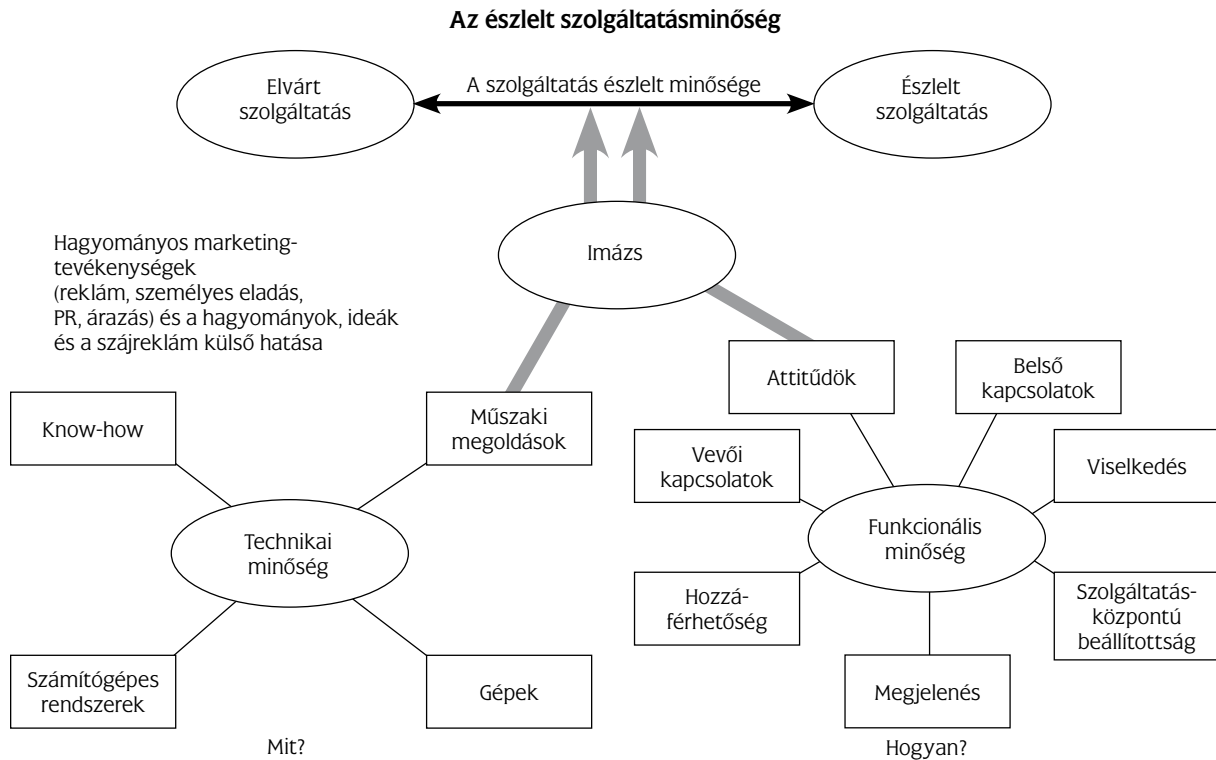 Az észlelt szolgáltatásminőség
Elvárt
szolgáltatás
A szolgáltatás észlelt minősége
Észlelt
szolgáltatás
Imázs
Hagyományos marketing-
tevékenységek
(reklám, személyes eladás,
PR, árazás) és a hagyományok, ideák
és a szájreklám külső hatása
Know-how
Műszaki
megoldások
Technikai
minőség
Számítógépes
rendszerek
Gépek
Mit?
Attitűdök
Belső
kapcsolatok
Vevői
kapcsolatok
Viselkedés
Funkcionális
minőség
Hozzá-
férhetőség
Szolgáltatás-
központú
beállítottság
Megjelenés
Hogyan?